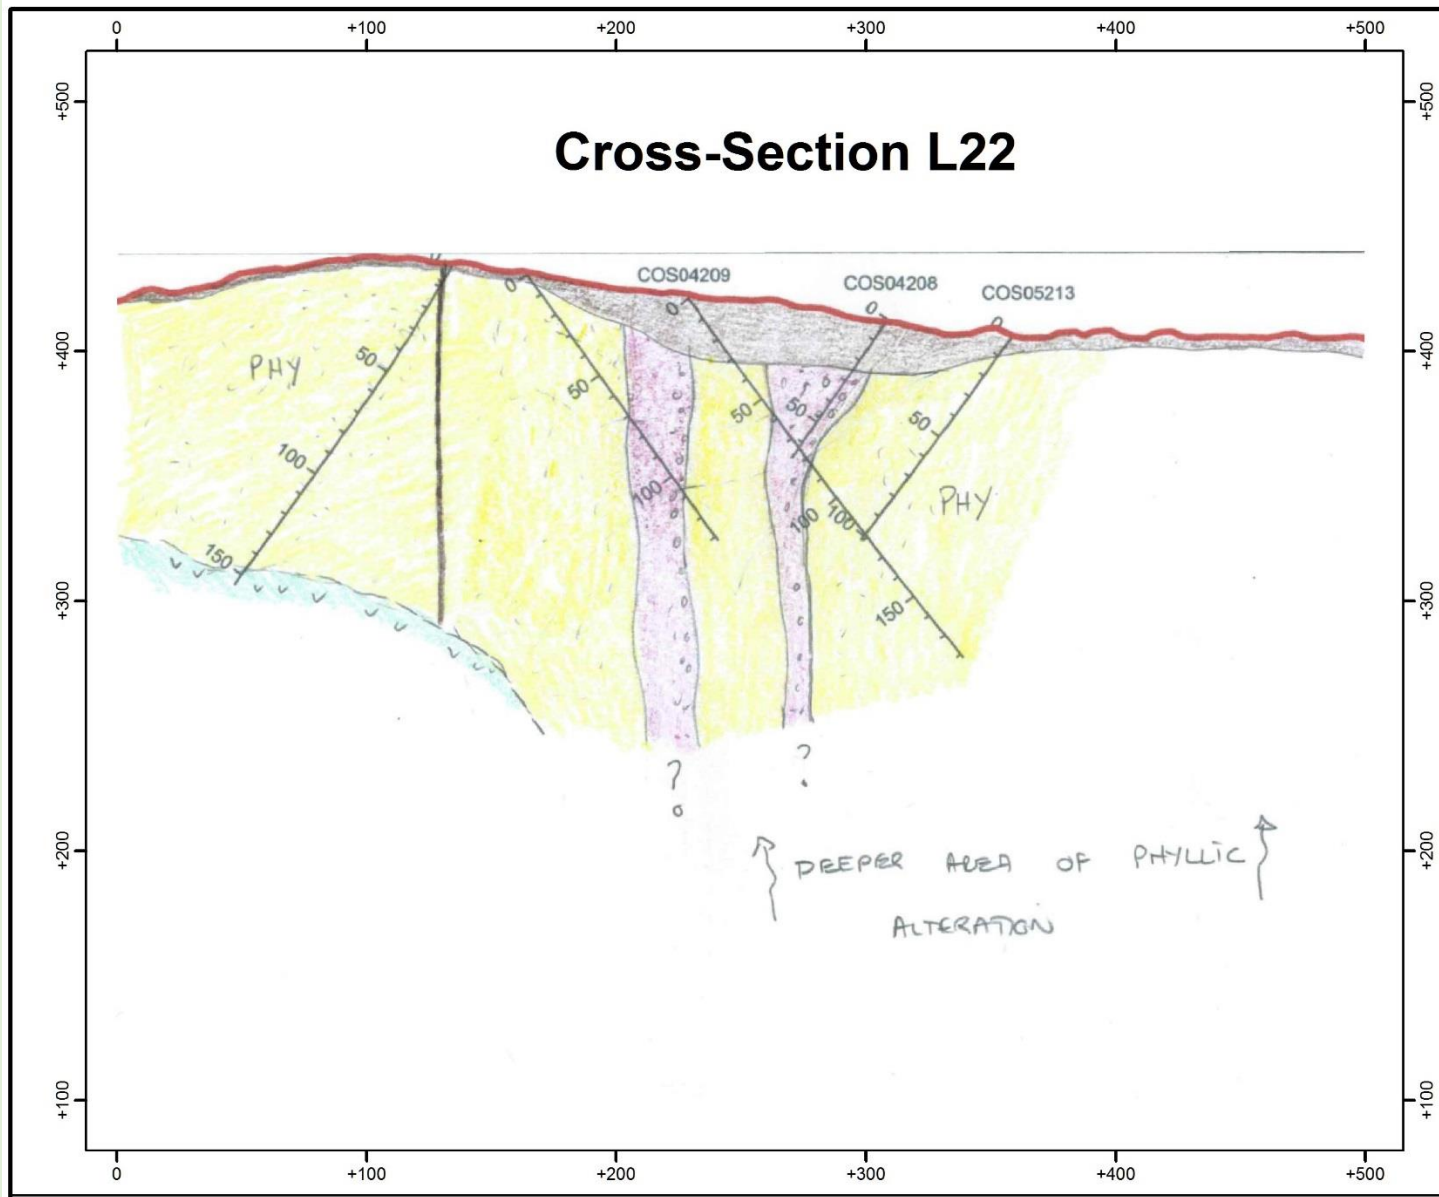 0 +100 +200 +300 +400 +500
+500 +500
Cross-Section L22
COS04209 COS04208 COS05213
0 0 0 0
+400 +400
PHY 50 50 50 50 50
100 100 100 100 PHY
150 150
+300 +300
? ?
+200 DEEPER AREA OF PHYLLIC +200
ALTERATION
+100 +100
0 +100 +200 +300 +400 +500